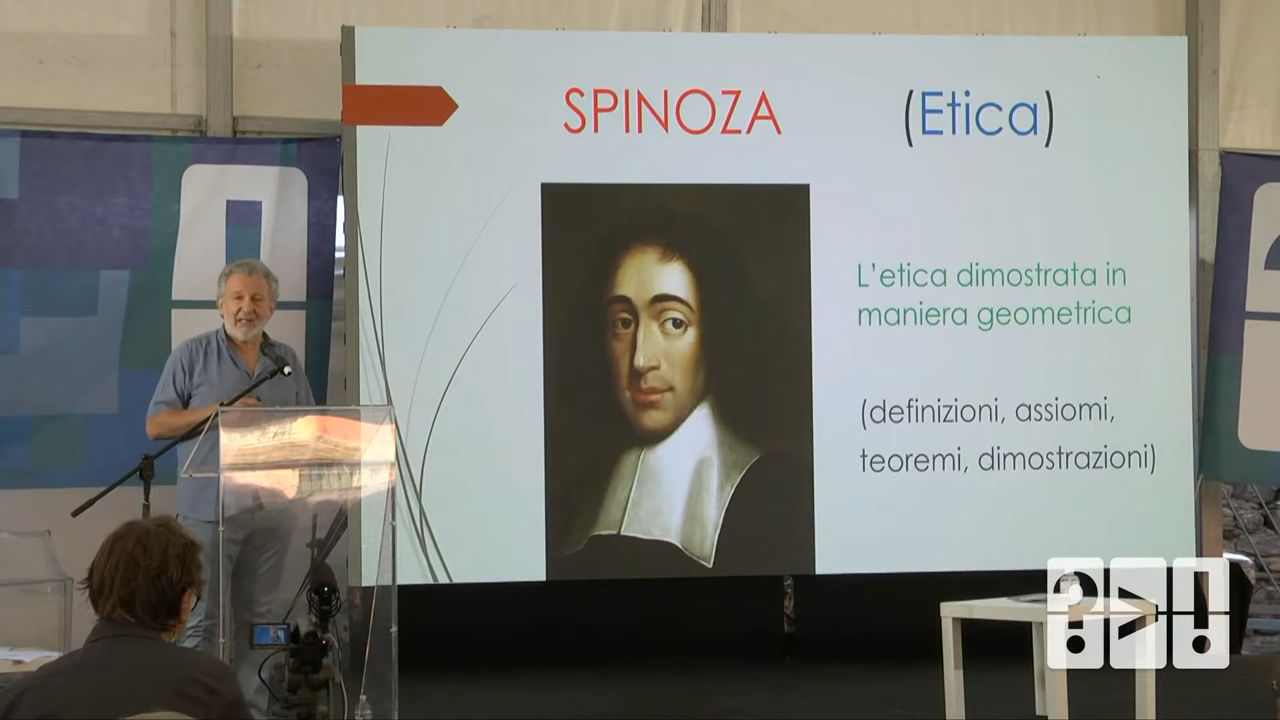 SPINOZA (Etica)
L'etica dimostrata in
maniera geometrica
(definizioni, assiomi,
teoremi, dimostrazioni)
? > !